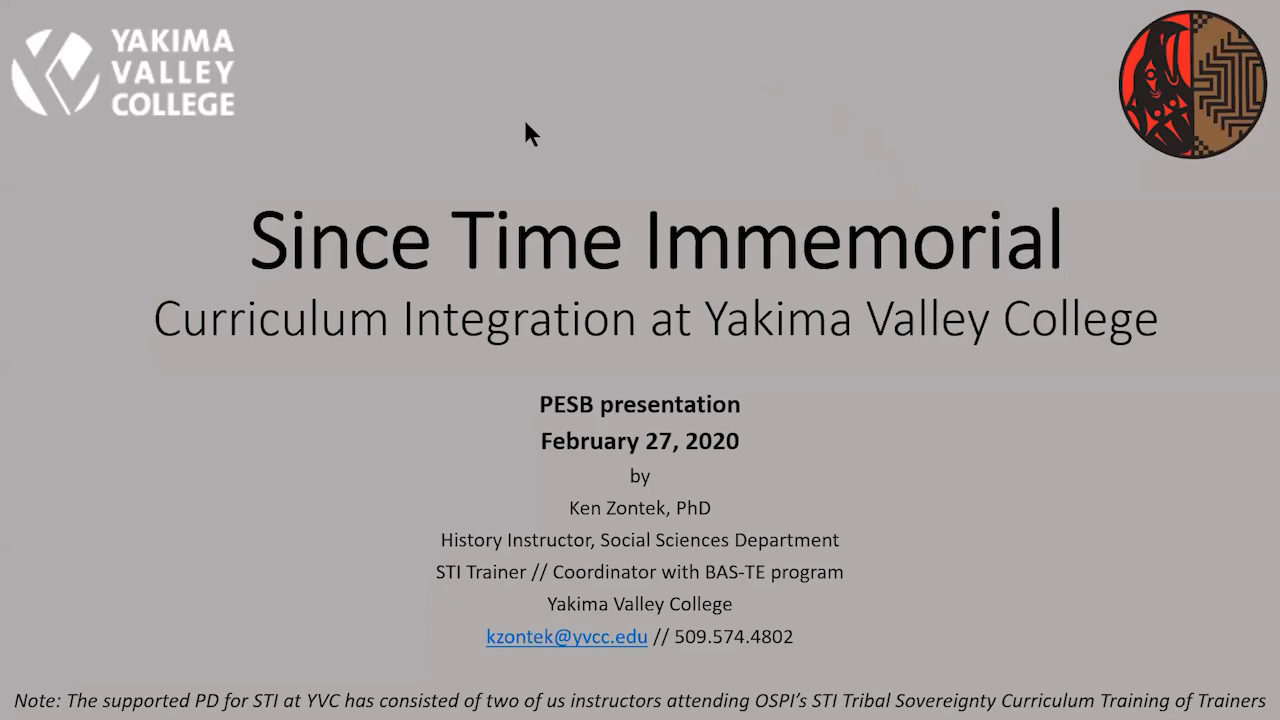 YAKIMA
VALLEY
COLLEGE
Since Time Immemorial
Curriculum Integration at Yakima Valley College
PESB presentation
February 27, 2020
by
Ken Zontek, PhD
History Instructor, Social Sciences Department
STI Trainer // Coordinator with BAS-TE program
Yakima Valley College
kzontek@yvcc.edu // 509.574.4802
Note: The supported PD for STI at YVC has consisted of two of us instructors attending OSPI's STI Tribal Sovereignty Curriculum Training of Trainers